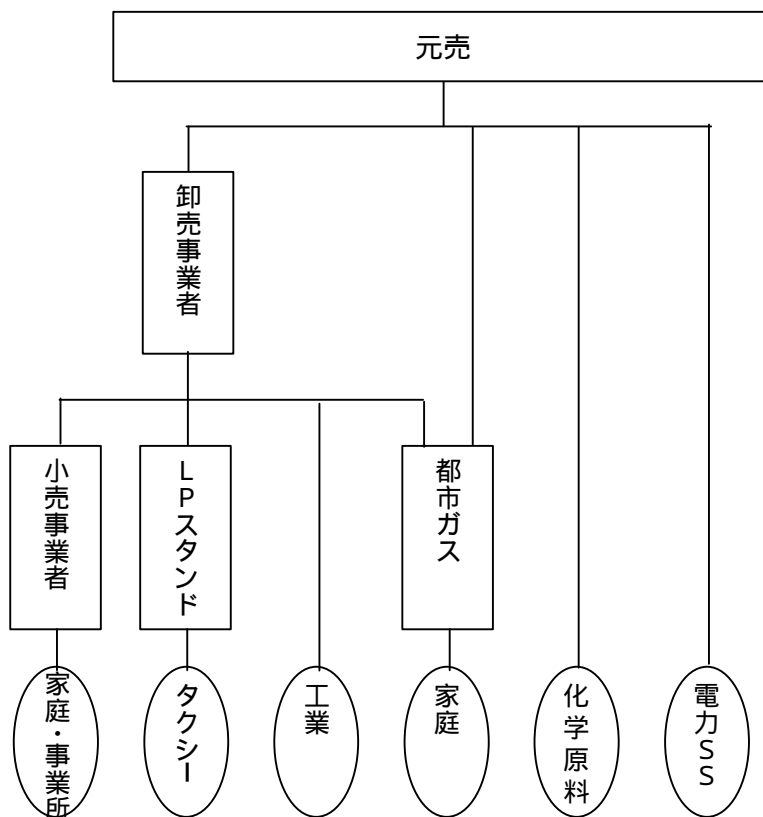 元売
卸売事業者
小売事業者
LPスタンド
都市ガス
家庭・事業所
タクシー
工業
家庭
化学原料
電力SS